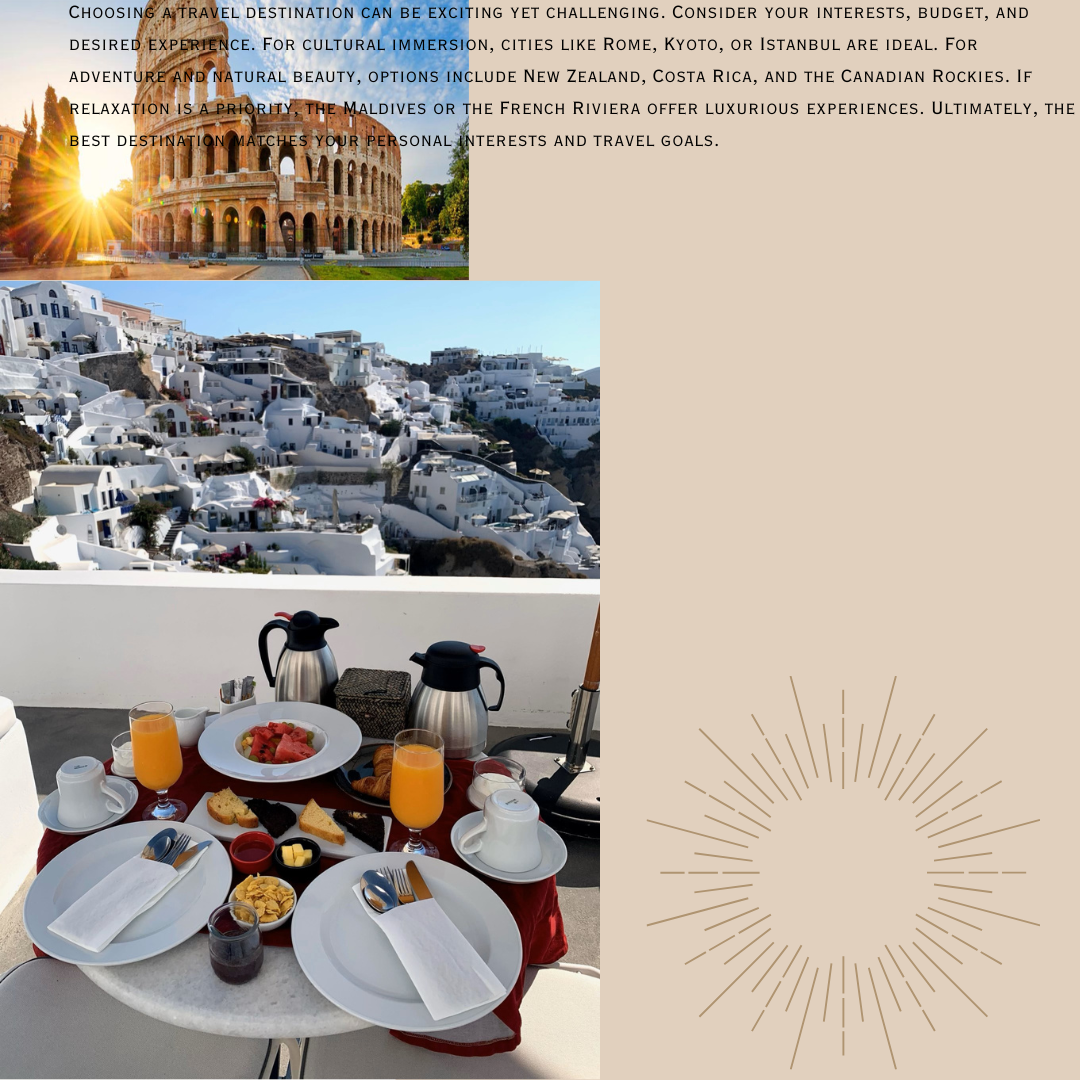 Choosing a travel destination can be exciting yet challenging. Consider your interests, budget, and
desired experience. For cultural immersion, cities like Rome, Kyoto, or Istanbul are ideal. For
adventure and natural beauty, options include New Zealand, Costa Rica, and the Canadian Rockies. If
relaxation is a priority, the Maldives or the French Riviera offer luxurious experiences. Ultimately, the
best destination matches your personal interests and travel goals.